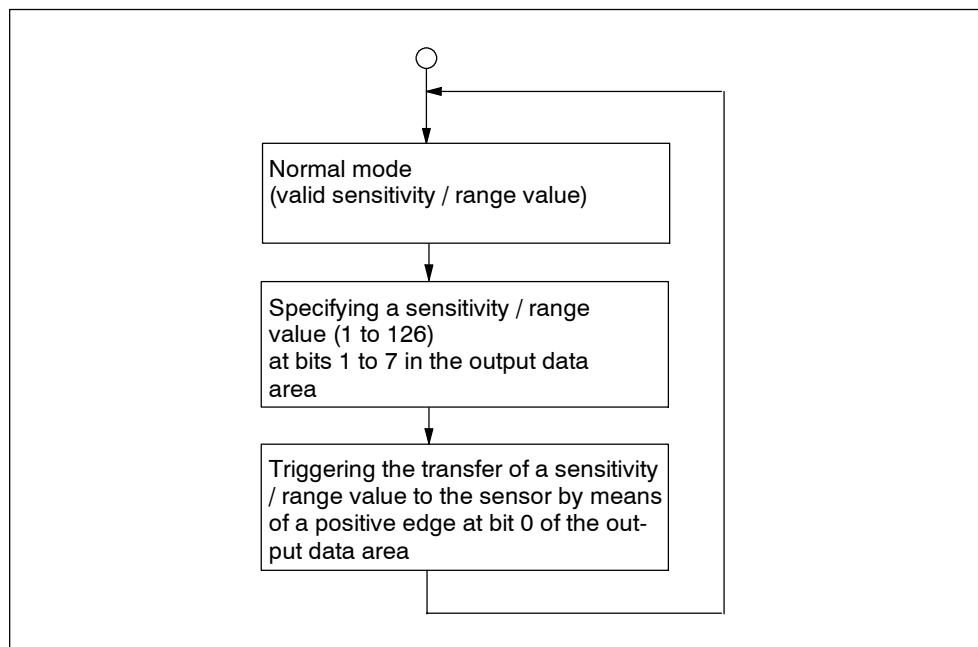 Normal mode
(valid sensitivity / range value)
Specifying a sensitivity / range
value (1 to 126)
at bits 1 to 7 in the output data
area
Triggering the transfer of a sensitivity
/ range value to the sensor by means
of a positive edge at bit 0 of the out-
put data area